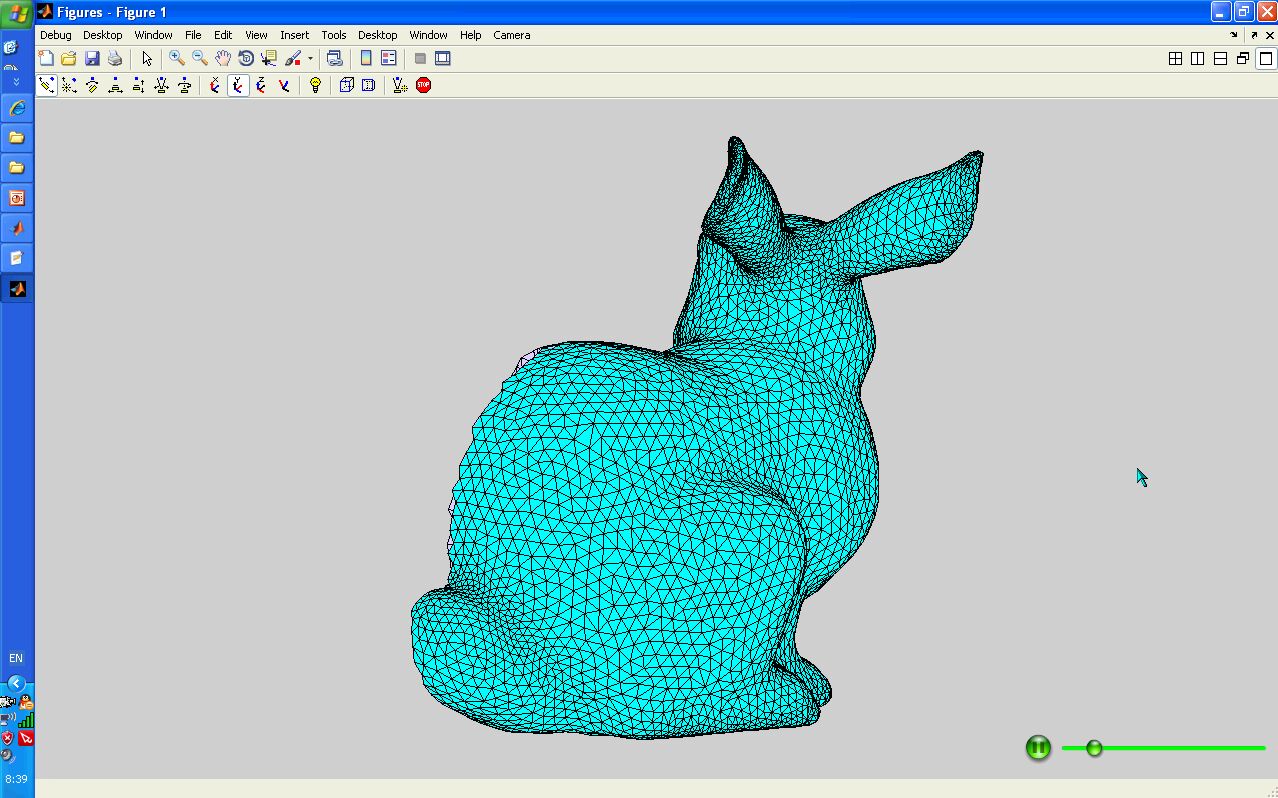 Figures - Figure 1
Debug Desktop Window File Edit View Insert Tools Desktop Window Help Camera
STOP
EN
8:39